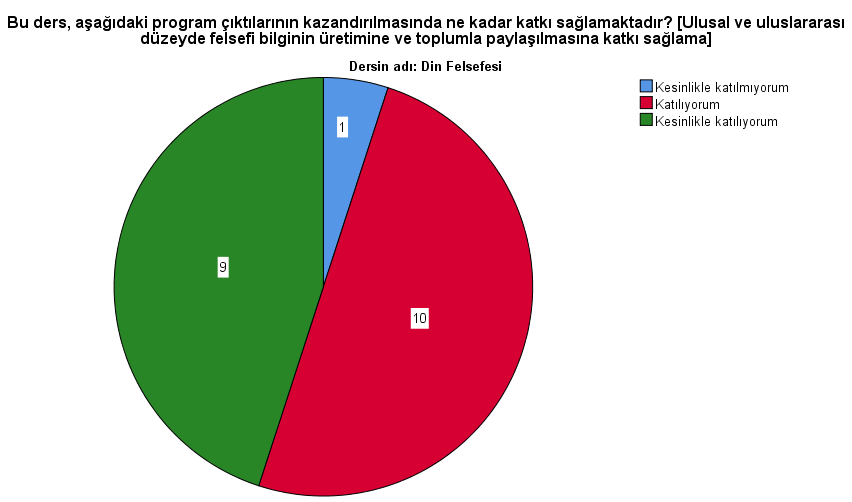 Bu ders, aşağıdaki program çıktılarının kazandırılmasında ne kadar katkı sağlamaktadır? [Ulusal ve uluslararası
düzeyde felsefi bilginin üretimine ve toplumla paylaşılmasına katkı sağlama]
Dersin adı: Din Felsefesi
Kesinlikle katılmıyorum
Katılıyorum
Kesinlikle katılıyorum
1
9
10